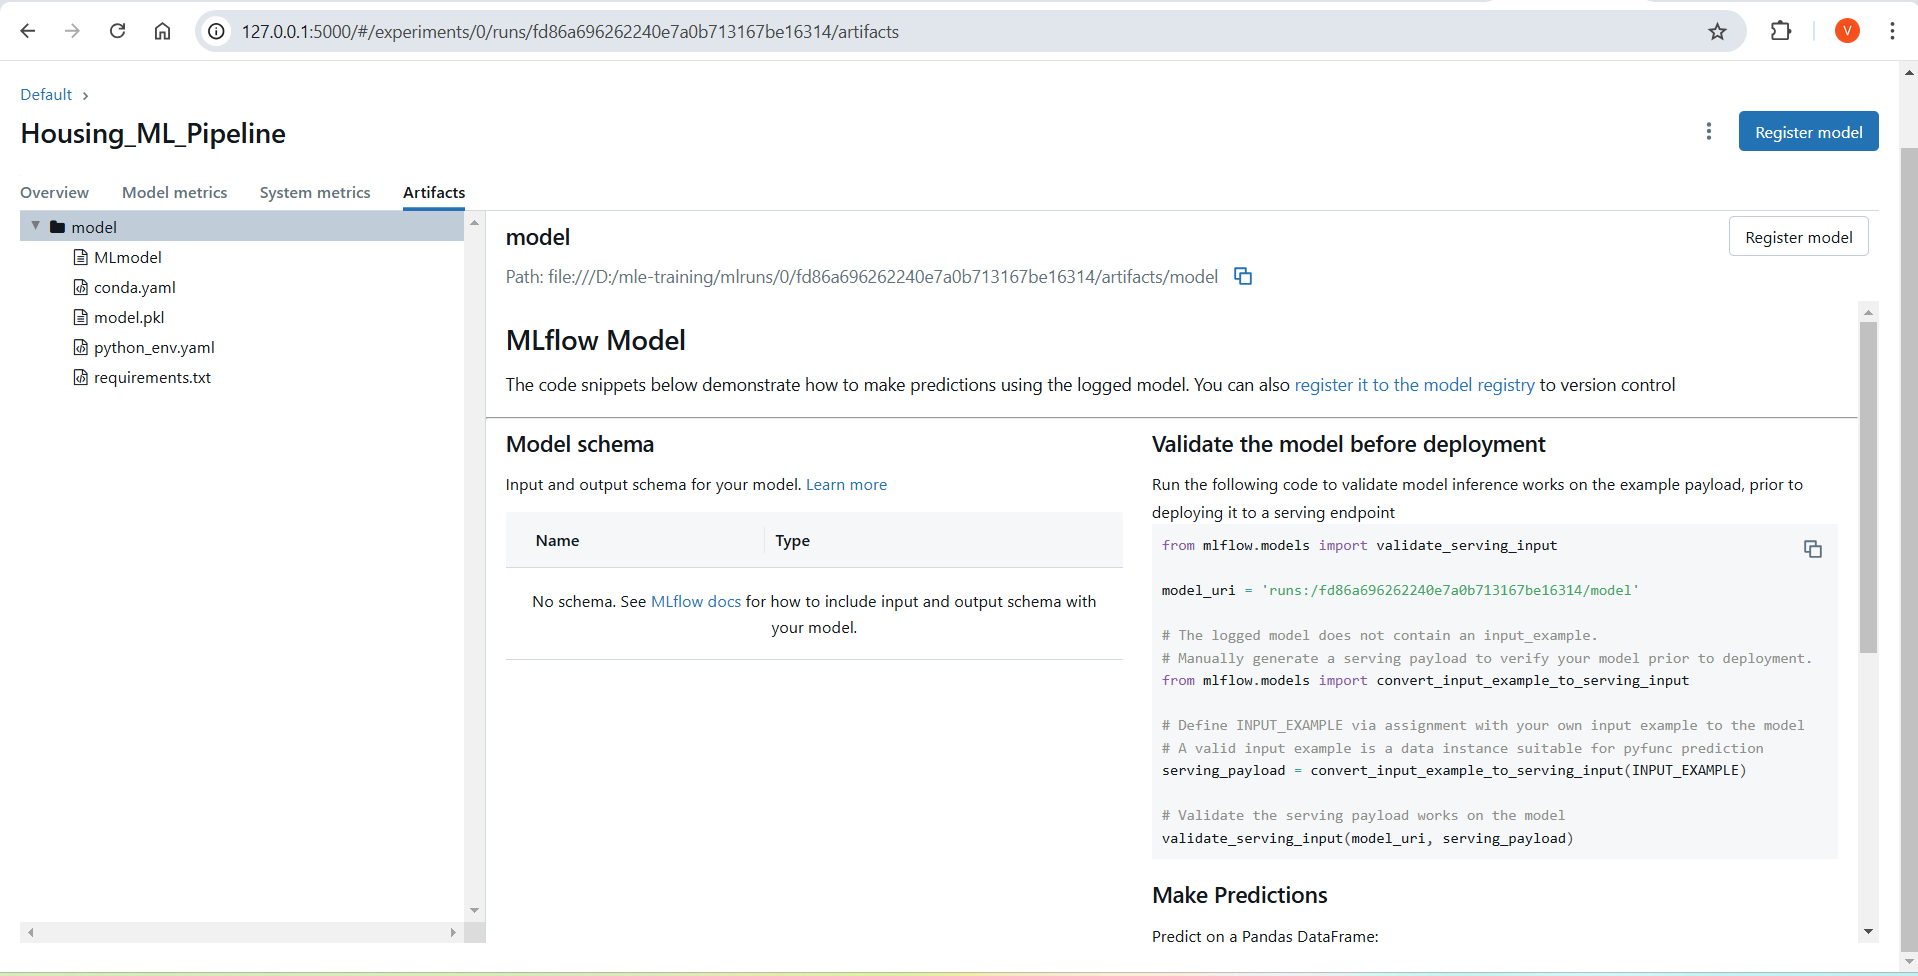 127.0.0.1:5000/#/experiments/0/runs/fd86a696262240e7a0b713167be16314/artifacts
V
Default
Housing_ML_Pipeline
Register model
Overview Model metrics System metrics Artifacts
model
MLmodel
conda.yaml
model.pkl
python_env.yaml
requirements.txt
model
Register model
Path: file:///D:/mle-training/mlruns/0/fd86a696262240e7a0b713167be16314/artifacts/model
MLflow Model
The code snippets below demonstrate how to make predictions using the logged model. You can also register it to the model registry to version control
Model schema
Input and output schema for your model. Learn more
Name Type
No schema. See MLflow docs for how to include input and output schema with
your model.
Validate the model before deployment
Run the following code to validate model inference works on the example payload, prior to
deploying it to a serving endpoint
from mlflow.models import validate_serving_input
model_uri = 'runs:/fd86a696262240e7a0b713167be16314/model'
# The logged model does not contain an input_example.
# Manually generate a serving payload to verify your model prior to deployment.
from mlflow.models import convert_input_example_to_serving_input
# Define INPUT_EXAMPLE via assignment with your own input example to the model
# A valid input example is a data instance suitable for pyfunc prediction
serving_payload = convert_input_example_to_serving_input(INPUT_EXAMPLE)
# Validate the serving payload works on the model
validate_serving_input(model_uri, serving_payload)
Make Predictions
Predict on a Pandas DataFrame: